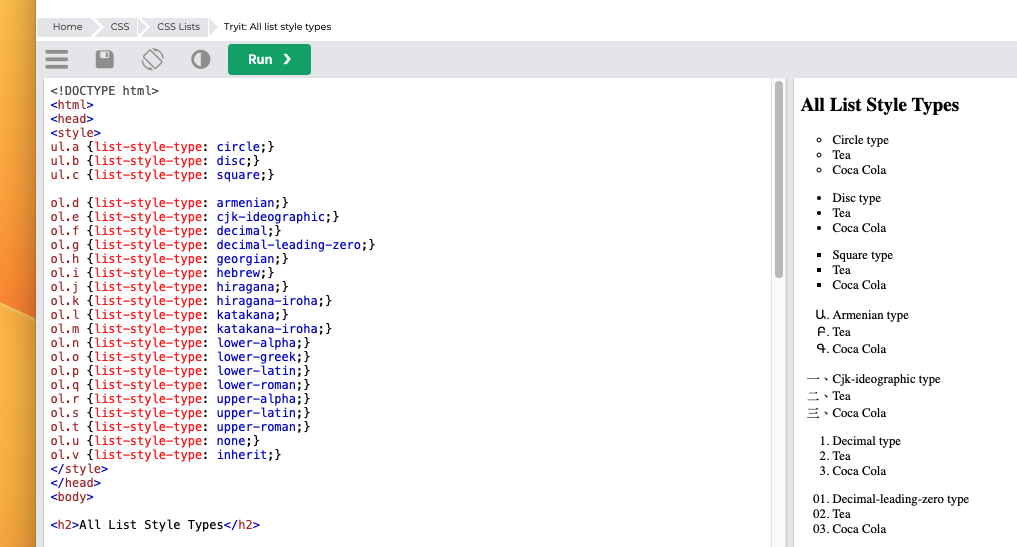 Home CSS CSS Lists Tryit: All list style types
Run ❯
<!DOCTYPE html>
<html>
<head>
<style>
ul.a {list-style-type: circle;}
ul.b {list-style-type: disc;}
ul.c {list-style-type: square;}
ol.d {list-style-type: armenian;}
ol.e {list-style-type: cjk-ideographic;}
ol.f {list-style-type: decimal;}
ol.g {list-style-type: decimal-leading-zero;}
ol.h {list-style-type: georgian;}
ol.i {list-style-type: hebrew;}
ol.j {list-style-type: hiragana;}
ol.k {list-style-type: hiragana-iroha;}
ol.l {list-style-type: katakana;}
ol.m {list-style-type: katakana-iroha;}
ol.n {list-style-type: lower-alpha;}
ol.o {list-style-type: lower-greek;}
ol.p {list-style-type: lower-latin;}
ol.q {list-style-type: lower-roman;}
ol.r {list-style-type: upper-alpha;}
ol.s {list-style-type: upper-latin;}
ol.t {list-style-type: upper-roman;}
ol.u {list-style-type: none;}
ol.v {list-style-type: inherit;}
</style>
</head>
<body>
<h2>All List Style Types</h2>
All List Style Types
Circle type
Tea
Coca Cola
Disc type
Tea
Coca Cola
Square type
Tea
Coca Cola
Ա. Armenian type
Բ. Tea
Գ. Coca Cola
一、Cjk-ideographic type
二、Tea
三、Coca Cola
1. Decimal type
2. Tea
3. Coca Cola
01. Decimal-leading-zero type
02. Tea
03. Coca Cola